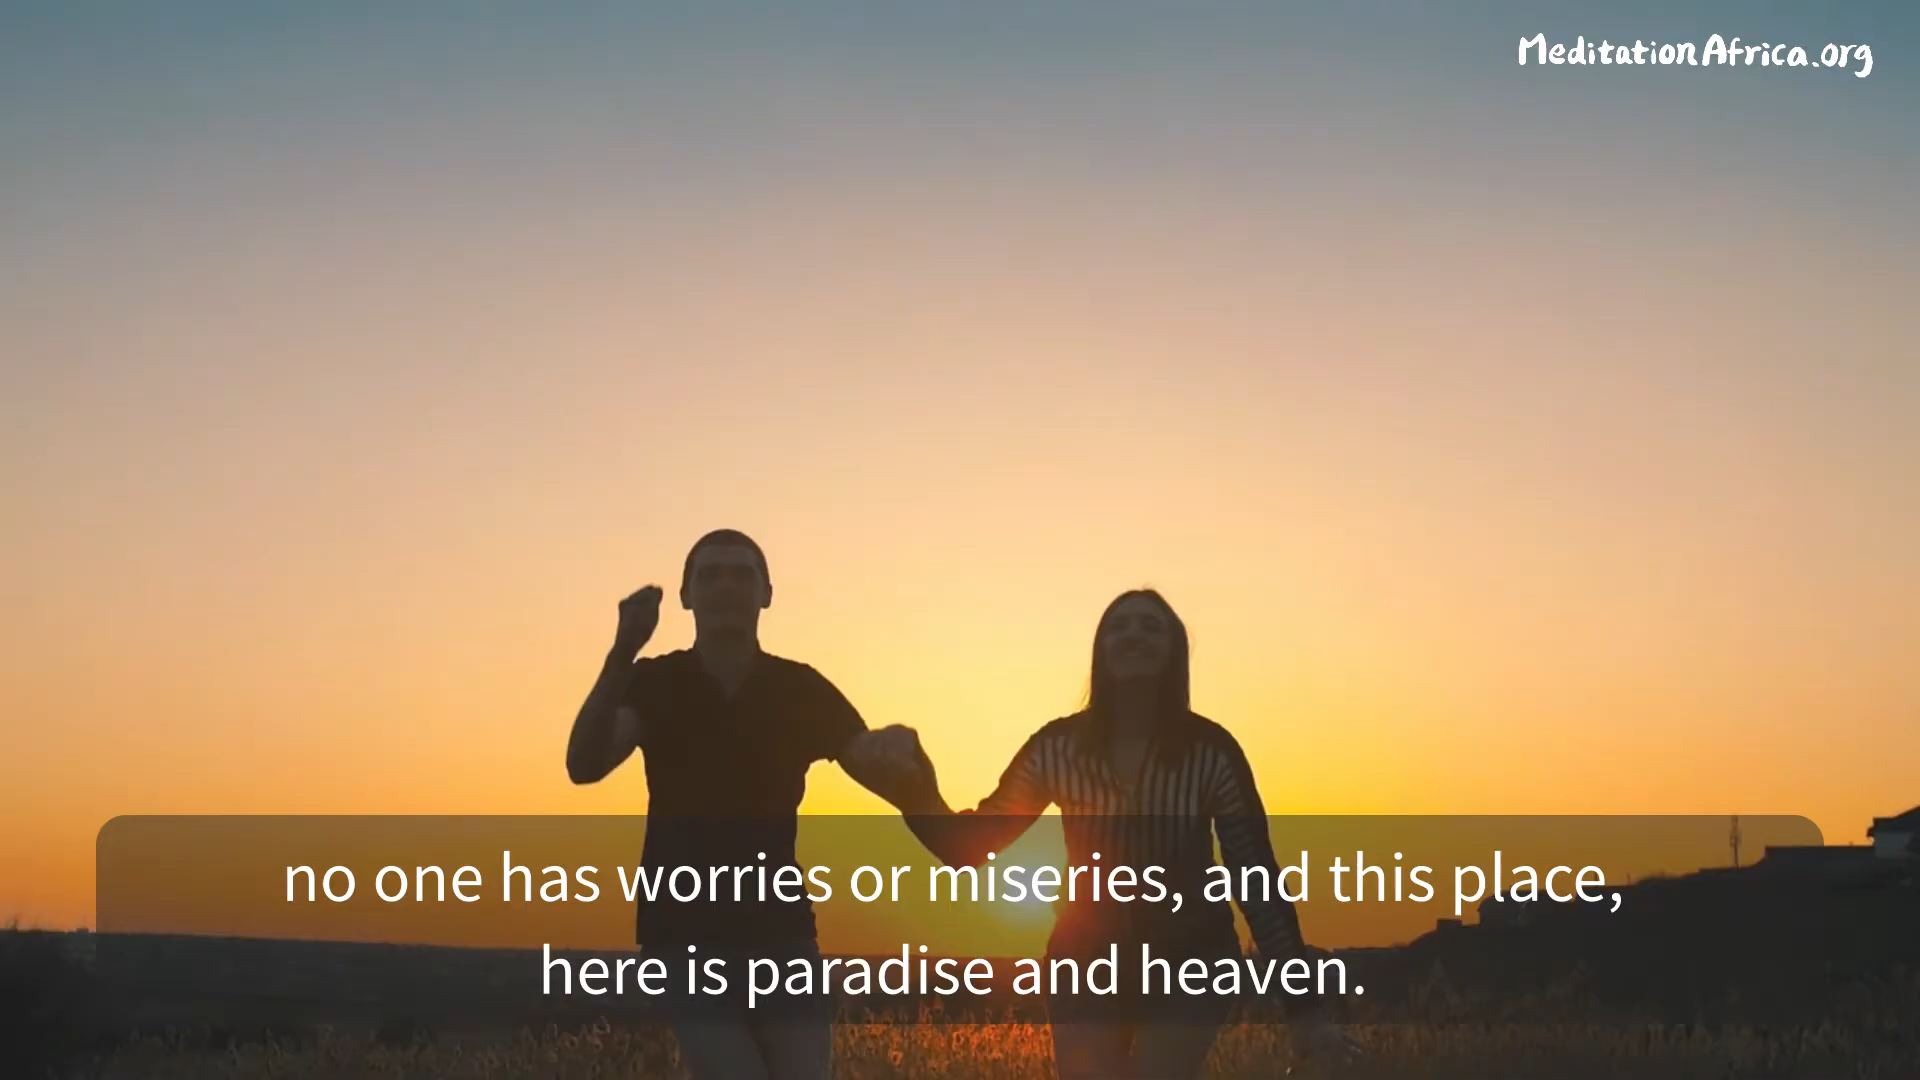 MeditationAfrica.org
no one has worries or miseries, and this place,
here is paradise and heaven.